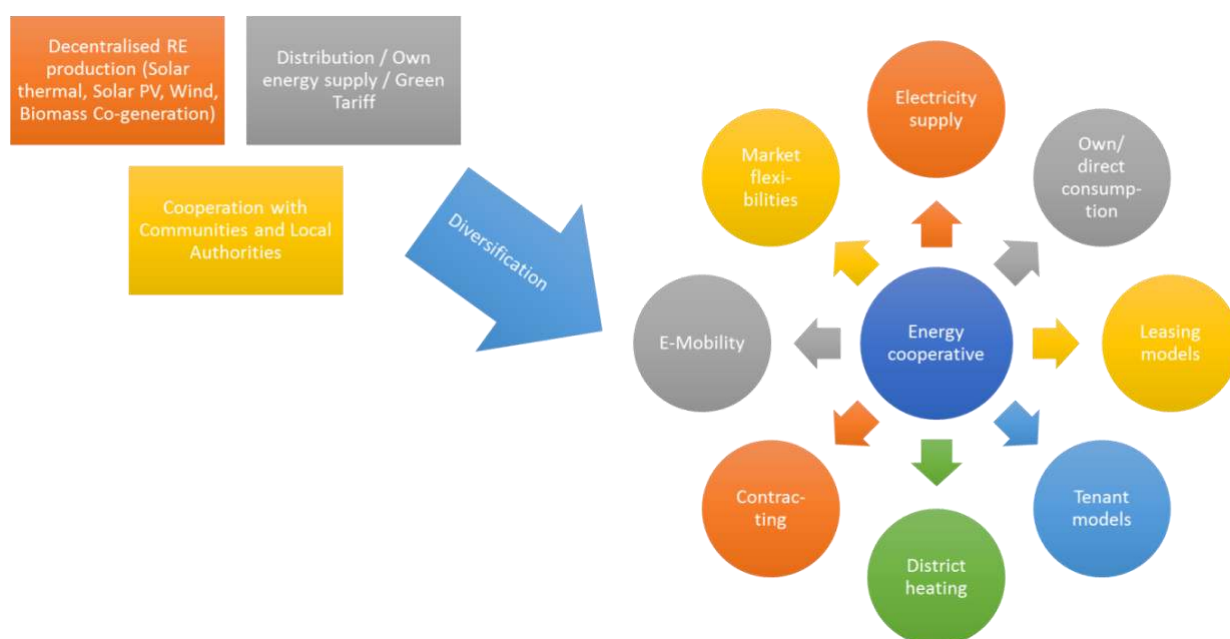 Decentralised RE
production (Solar
thermal, Solar PV, Wind,
Biomass Co-generation)
Distribution / Own
energy supply / Green
Tariff
Cooperation with
Communities and Local
Authorities
Diversification
Electricity
supply
Own/
direct
consump-
tion
Leasing
models
Tenant
models
District
heating
Contrac-
ting
E-Mobility
Market
flexi-
bilities
Energy
cooperative